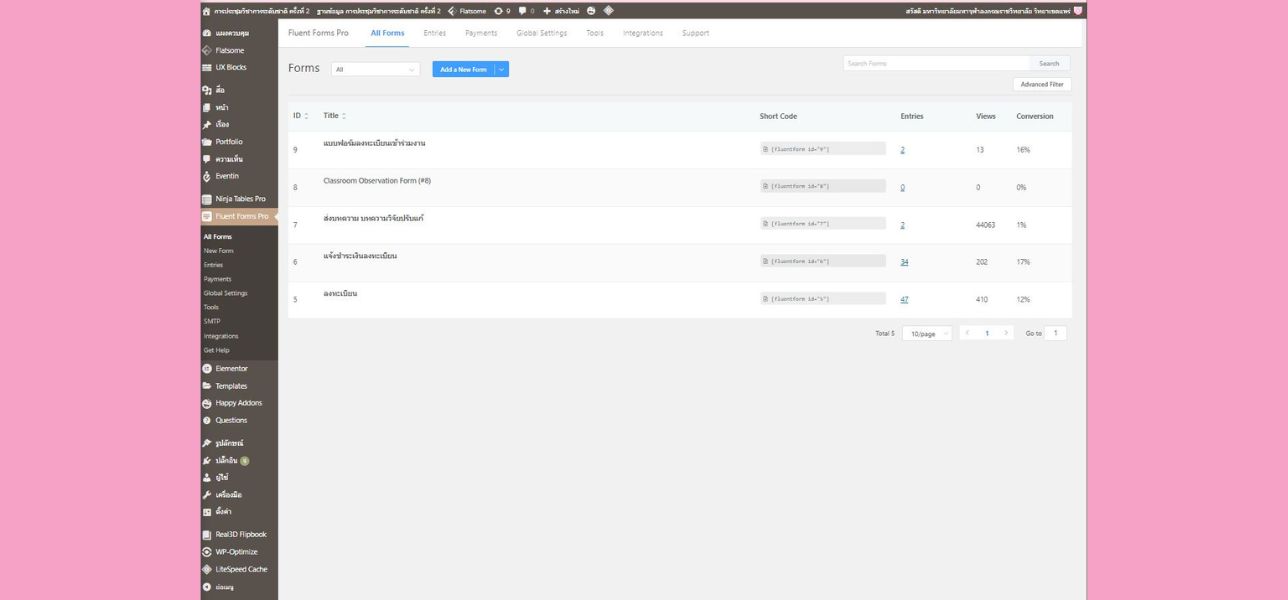 การประชุมวิชาการระดับชาติ ครั้งที่ 2 ฐานข้อมูล การประชุมวิชาการระดับชาติ ครั้งที่ 2 Flatsome 9 0 สร้างใหม่
สวัสดี มหาวิทยาลัยมหาจุฬาลงกรณราชวิทยาลัย วิทยาเขตแพร่
แผงควบคุม
Flatsome
UX Blocks
สื่อ
หน้า
เรื่อง
Portfolio
ความเห็น
Eventin
Ninja Tables Pro
Fluent Forms Pro
All Forms
New Form
Entries
Payments
Global Settings
Tools
SMTP
Integrations
Get Help
Elementor
Templates
Happy Addons
Questions
รูปลักษณ์
ปลั๊กอิน
ผู้ใช้
เครื่องมือ
ตั้งค่า
Real3D Flipbook
WP-Optimize
LiteSpeed Cache
ย่อเมนู
Fluent Forms Pro All Forms Entries Payments Global Settings Tools Integrations Support
Forms All Add a New Form Search Forms Search
Advanced Filter
ID Title Short Code Entries Views Conversion
9 แบบฟอร์มลงทะเบียนเข้าร่วมงาน [fluentform id="9"] 2 13 16%
8 Classroom Observation Form (#8) [fluentform id="8"] 0 0 0%
7 ส่งบทความ บทความวิจัยปรับแก้ [fluentform id="7"] 2 44063 1%
6 แจ้งชำระเงินลงทะเบียน [fluentform id="6"] 34 202 17%
5 ลงทะเบียน [fluentform id="5"] 47 410 12%
Total 5 10/page 1 Go to 1